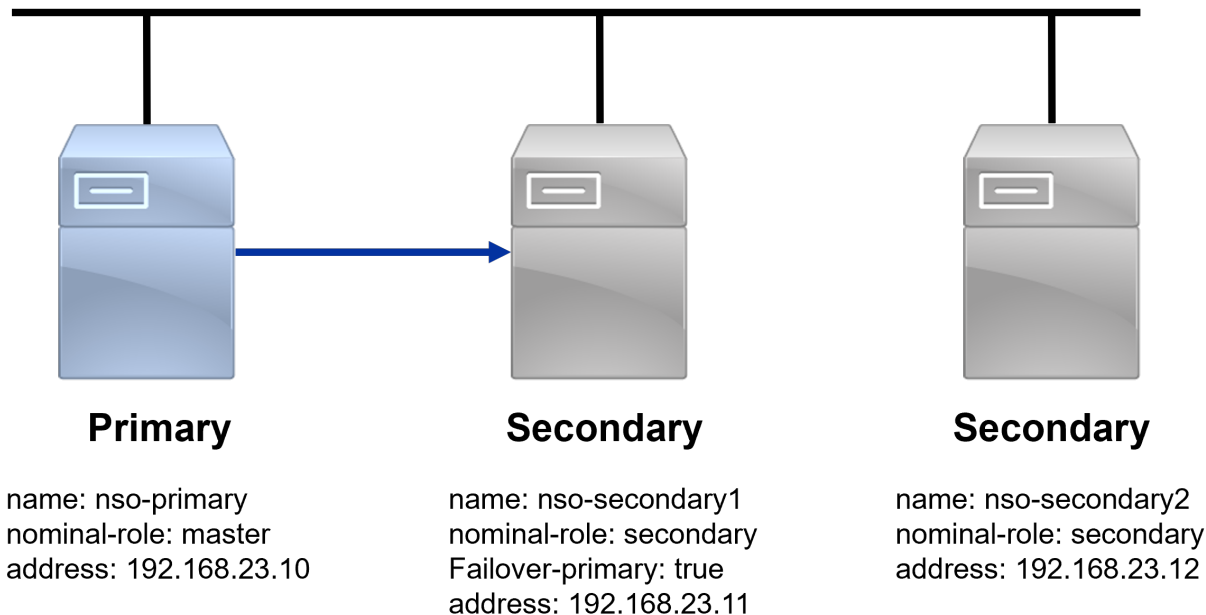 Primary
name: nso-primary
nominal-role: master
address: 192.168.23.10
Secondary
name: nso-secondary1
nominal-role: secondary
Failover-primary: true
address: 192.168.23.11
Secondary
name: nso-secondary2
nominal-role: secondary
address: 192.168.23.12